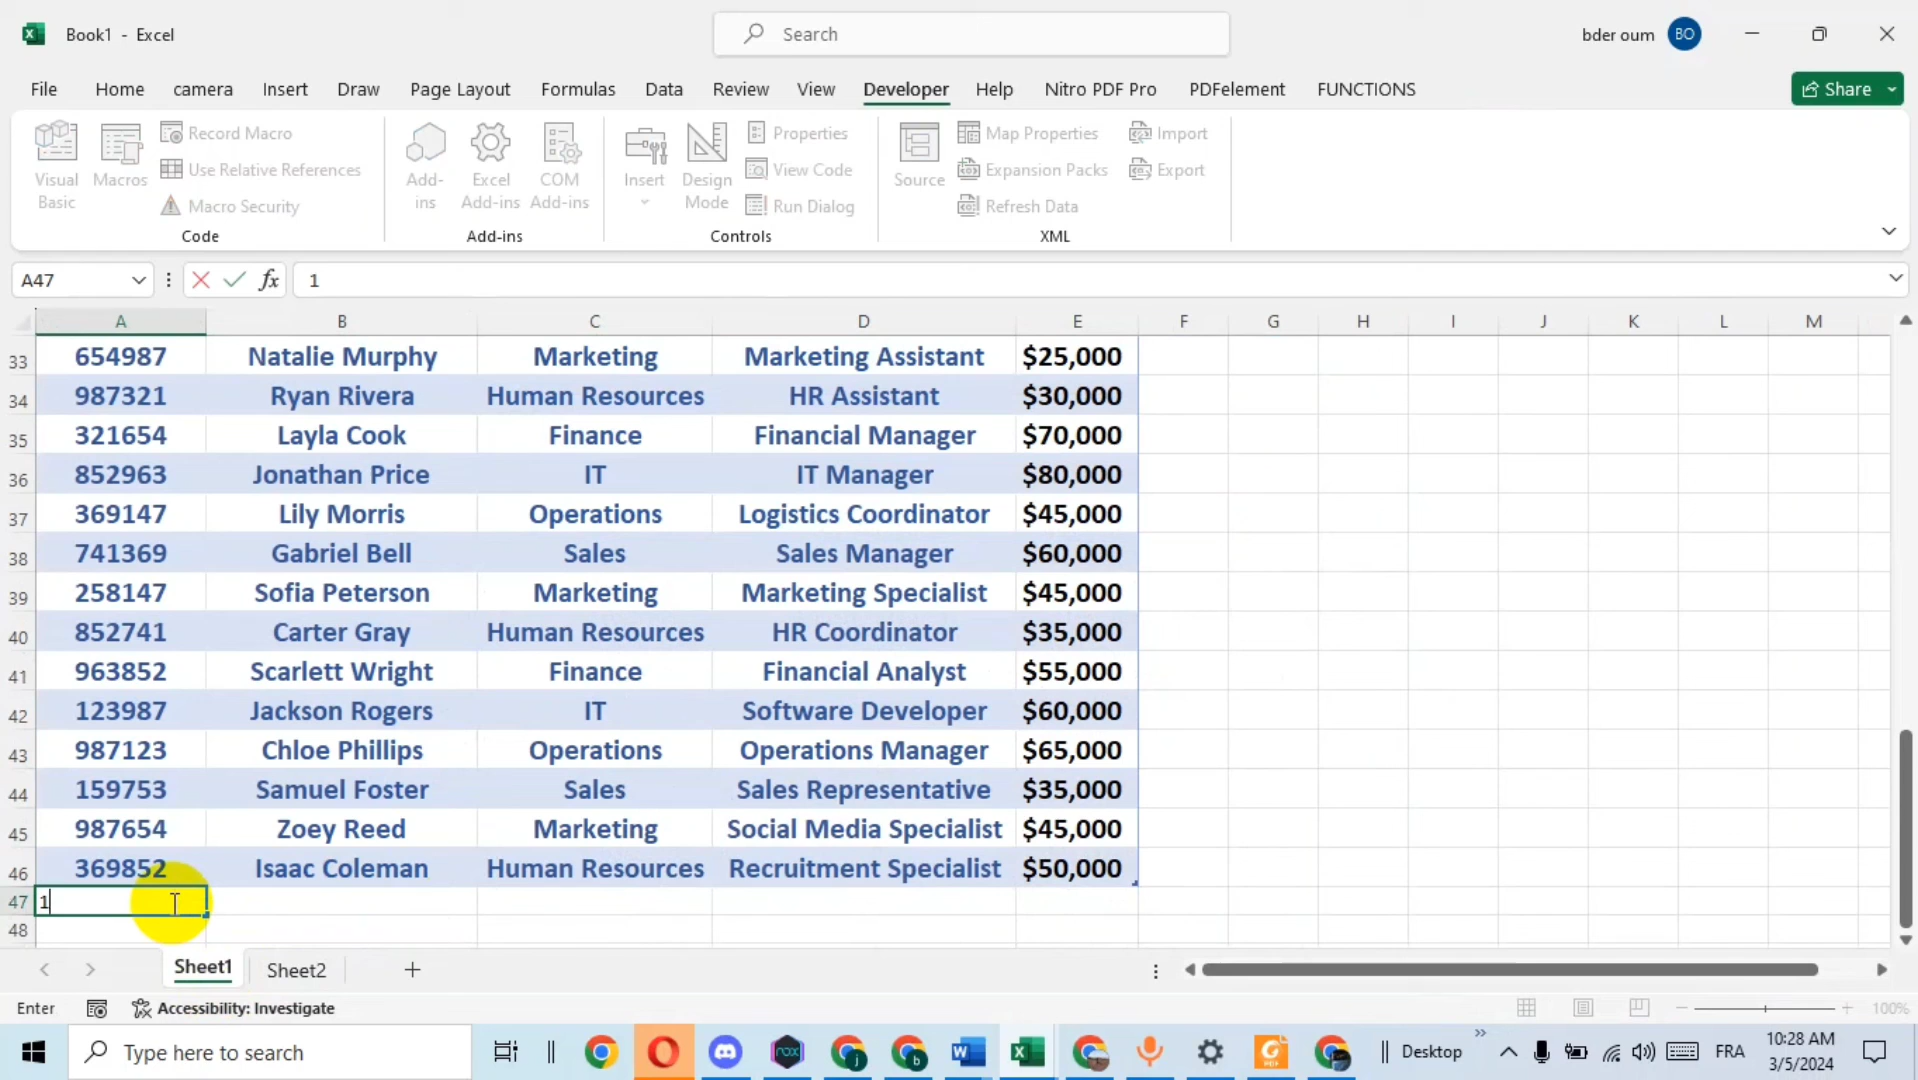 Book1 - Excel
Search
bder oum BO
File Home camera Insert Draw Page Layout Formulas Data Review View Developer Help Nitro PDF Pro PDFelement FUNCTIONS Share
Visual Basic
Macros
Record Macro
Use Relative References
Macro Security
Code
Add-ins
Excel Add-ins
COM Add-ins
Add-ins
Insert
Design Mode
Properties
View Code
Run Dialog
Controls
Source
Map Properties
Expansion Packs
Refresh Data
Import
Export
XML
A47 fx 1
A B C D E F G H I J K L M
33 654987 Natalie Murphy Marketing Marketing Assistant $25,000
34 987321 Ryan Rivera Human Resources HR Assistant $30,000
35 321654 Layla Cook Finance Financial Manager $70,000
36 852963 Jonathan Price IT IT Manager $80,000
37 369147 Lily Morris Operations Logistics Coordinator $45,000
38 741369 Gabriel Bell Sales Sales Manager $60,000
39 258147 Sofia Peterson Marketing Marketing Specialist $45,000
40 852741 Carter Gray Human Resources HR Coordinator $35,000
41 963852 Scarlett Wright Finance Financial Analyst $55,000
42 123987 Jackson Rogers IT Software Developer $60,000
43 987123 Chloe Phillips Operations Operations Manager $65,000
44 159753 Samuel Foster Sales Sales Representative $35,000
45 987654 Zoey Reed Marketing Social Media Specialist $45,000
46 369852 Isaac Coleman Human Resources Recruitment Specialist $50,000
47 1
48
Sheet1 Sheet2
Enter Accessibility: Investigate 100%
Type here to search
nox
j
b
Desktop
FRA
10:28 AM
3/5/2024